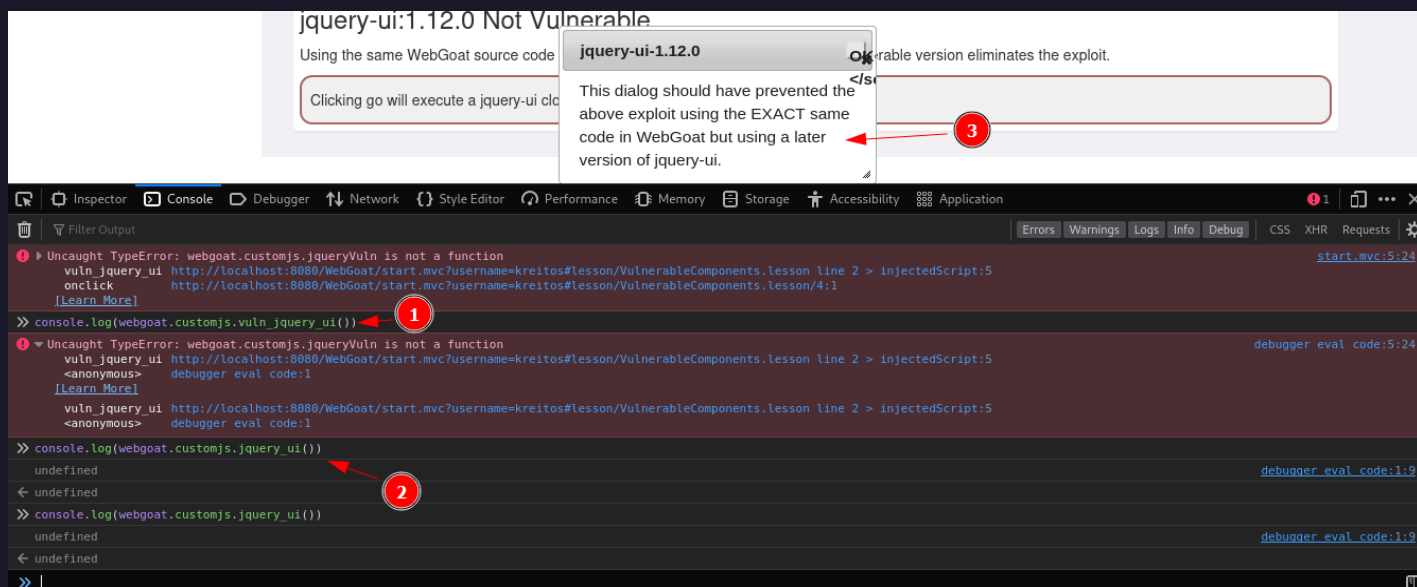 jquery-ui:1.12.0 Not Vulnerable
Using the same WebGoat source code
rable version eliminates the exploit.
Clicking go will execute a jquery-ui clo
jquery-ui-1.12.0
OK
</s
This dialog should have prevented the
above exploit using the EXACT same
code in WebGoat but using a later
version of jquery-ui.
3
Inspector Console Debugger Network Style Editor Performance Memory Storage Accessibility Application 1
Filter Output Errors Warnings Logs Info Debug CSS XHR Requests
Uncaught TypeError: webgoat.customjs.jqueryVuln is not a function start.mvc:5:24
vuln_jquery_ui http://localhost:8080/WebGoat/start.mvc?username=kreitos#lesson/VulnerableComponents.lesson line 2 > injectedScript:5
onclick http://localhost:8080/WebGoat/start.mvc?username=kreitos#lesson/VulnerableComponents.lesson/4:1
[Learn More]
1
>> console.log(webgoat.customjs.vuln_jquery_ui())
Uncaught TypeError: webgoat.customjs.jqueryVuln is not a function debugger eval code:5:24
vuln_jquery_ui http://localhost:8080/WebGoat/start.mvc?username=kreitos#lesson/VulnerableComponents.lesson line 2 > injectedScript:5
<anonymous> debugger eval code:1
[Learn More]
vuln_jquery_ui http://localhost:8080/WebGoat/start.mvc?username=kreitos#lesson/VulnerableComponents.lesson line 2 > injectedScript:5
<anonymous> debugger eval code:1
>> console.log(webgoat.customjs.jquery_ui())
undefined debugger eval code:1:9
← undefined
2
>> console.log(webgoat.customjs.jquery_ui())
undefined debugger eval code:1:9
← undefined
>>